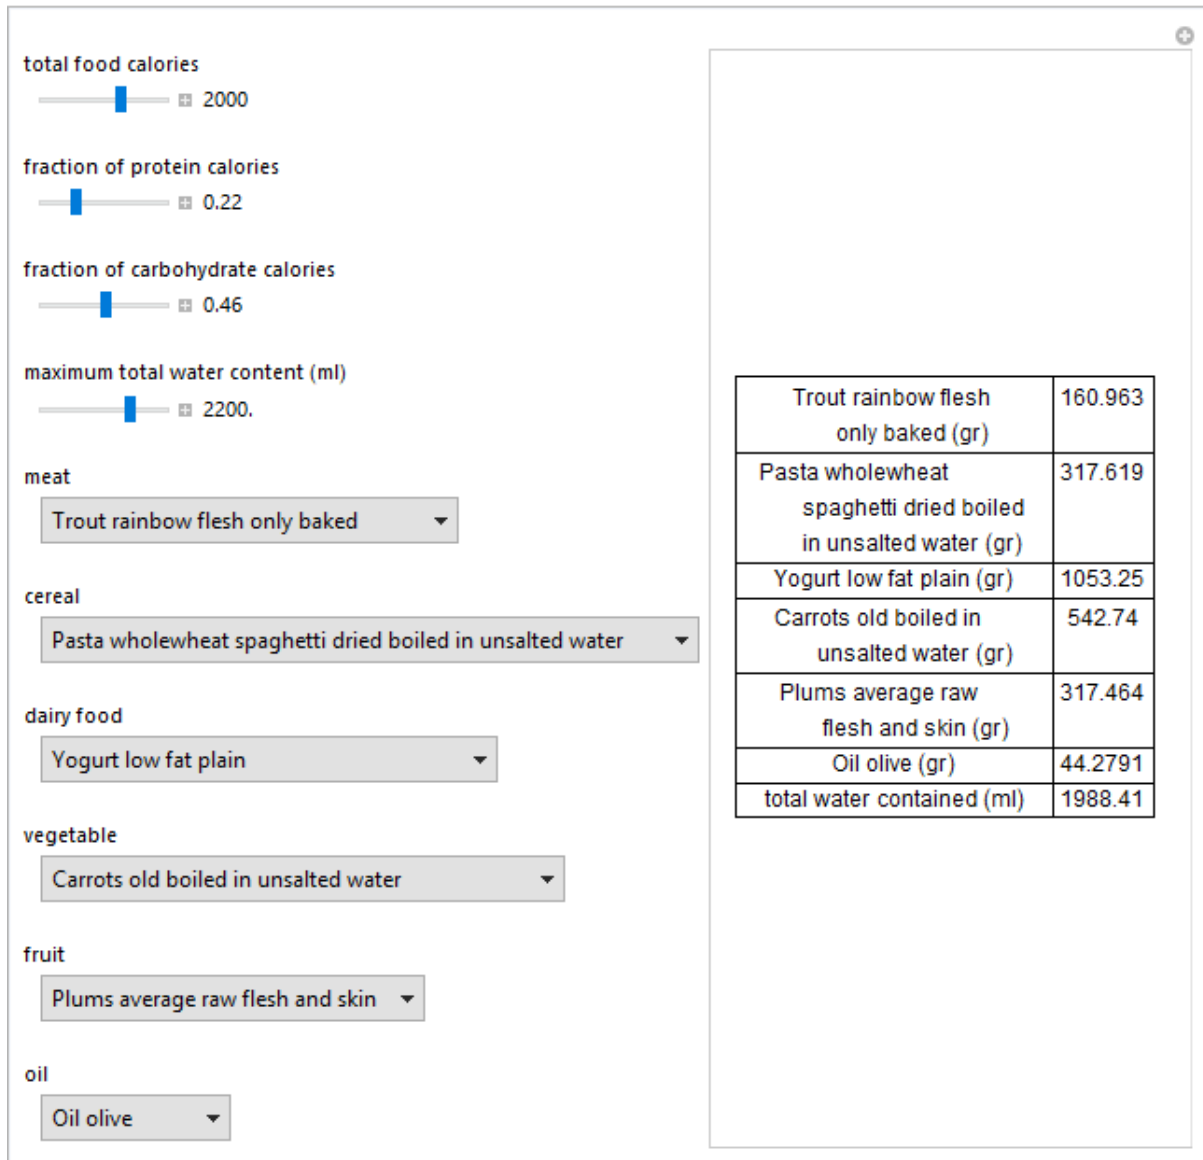 total food calories
2000
fraction of protein calories
0.22
fraction of carbohydrate calories
0.46
maximum total water content (ml)
2200.
meat
Trout rainbow flesh only baked
cereal
Pasta wholewheat spaghetti dried boiled in unsalted water
dairy food
Yogurt low fat plain
vegetable
Carrots old boiled in unsalted water
fruit
Plums average raw flesh and skin
oil
Oil olive
Trout rainbow flesh 160.963
only baked (gr)
Pasta wholewheat 317.619
spaghetti dried boiled
in unsalted water (gr)
Yogurt low fat plain (gr) 1053.25
Carrots old boiled in 542.74
unsalted water (gr)
Plums average raw 317.464
flesh and skin (gr)
Oil olive (gr) 44.2791
total water contained (ml) 1988.41